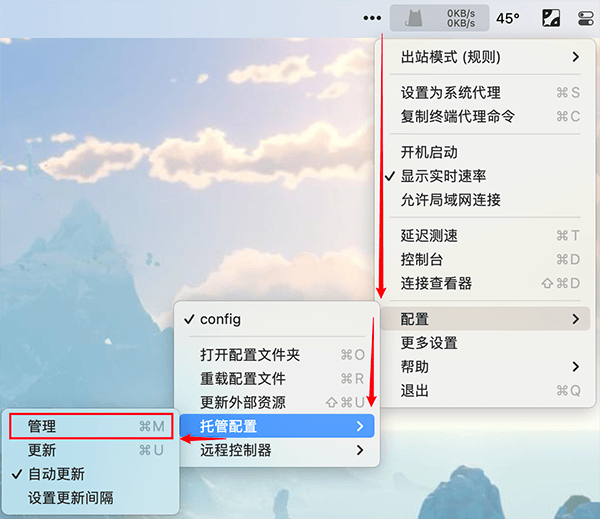 0KB/s
0KB/s
45°
出站模式 (规则)
设置为系统代理 ⌘S
复制终端代理命令 ⌘C
开机启动
显示实时速率
允许局域网连接
延迟测速 ⌘T
控制台 ⌘D
连接查看器 ⇧⌘D
配置
更多设置
帮助
退出 ⌘Q
config
打开配置文件夹 ⌘O
重载配置文件 ⌘R
更新外部资源 ⇧⌘U
托管配置
远程控制器
管理 ⌘M
更新 ⌘U
自动更新
设置更新间隔